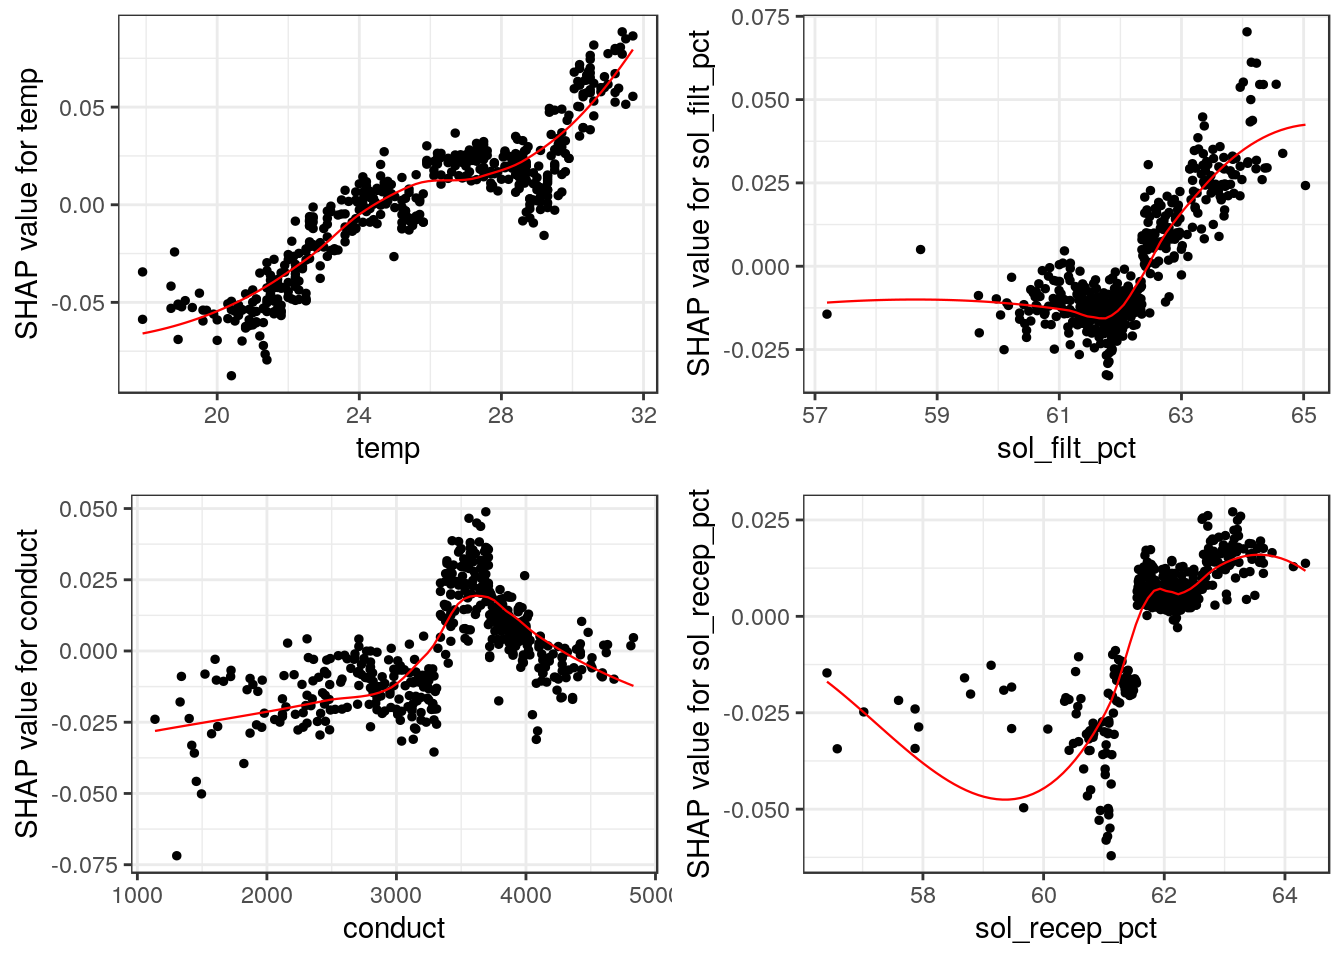 SHAP value for temp
0.05
0.00
-0.05
20 24 28 32
temp
SHAP value for sol_filt_pct
0.075
0.050
0.025
0.000
-0.025
57 59 61 63 65
sol_filt_pct
SHAP value for conduct
0.050
0.025
0.000
-0.025
-0.050
-0.075
1000 2000 3000 4000 500
conduct
SHAP value for sol_recep_pct
0.025
0.000
-0.025
-0.050
58 60 62 64
sol_recep_pct